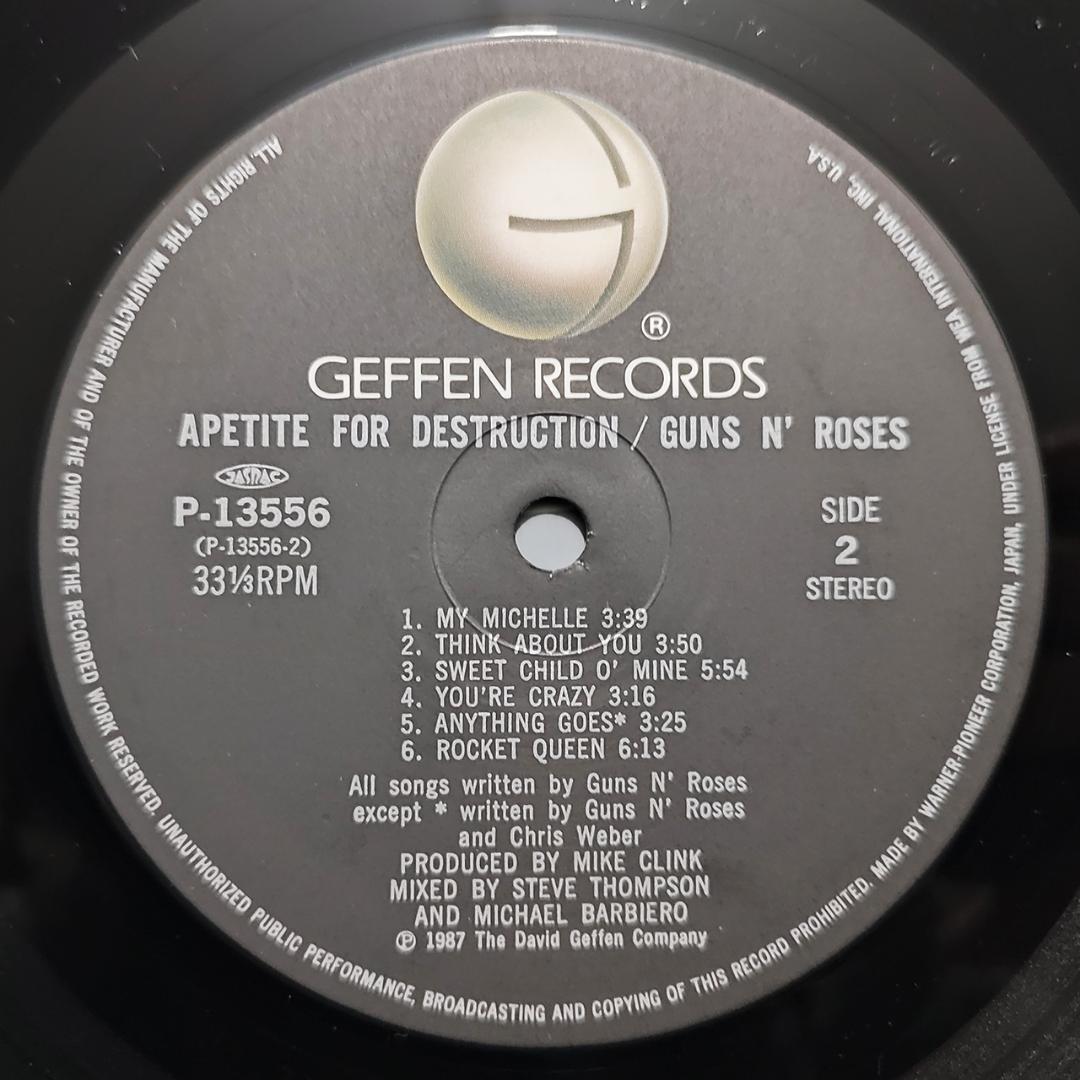 ®
GEFFEN RECORDS
APETITE FOR DESTRUCTION / GUNS N' ROSES
JASRAC
P-13556
(P-13556-2)
33⅓RPM
SIDE
2
STEREO
1. MY MICHELLE 3:39
2. THINK ABOUT YOU 3:50
3. SWEET CHILD O' MINE 5:54
4. YOU'RE CRAZY 3:16
5. ANYTHING GOES* 3:25
6. ROCKET QUEEN 6:13
All songs written by Guns N' Roses
except * written by Guns N' Roses
and Chris Weber
PRODUCED BY MIKE CLINK
MIXED BY STEVE THOMPSON
AND MICHAEL BARBIERO
℗ 1987 The David Geffen Company
ALL RIGHTS OF THE MANUFACTURER AND OF THE OWNER OF THE RECORDED WORK RESERVED. UNAUTHORIZED PUBLIC PERFORMANCE, BROADCASTING AND COPYING OF THIS RECORD PROHIBITED. MADE BY WARNER-PIONEER CORPORATION, JAPAN, UNDER LICENSE FROM WEA INTERNATIONAL INC., U.S.A.